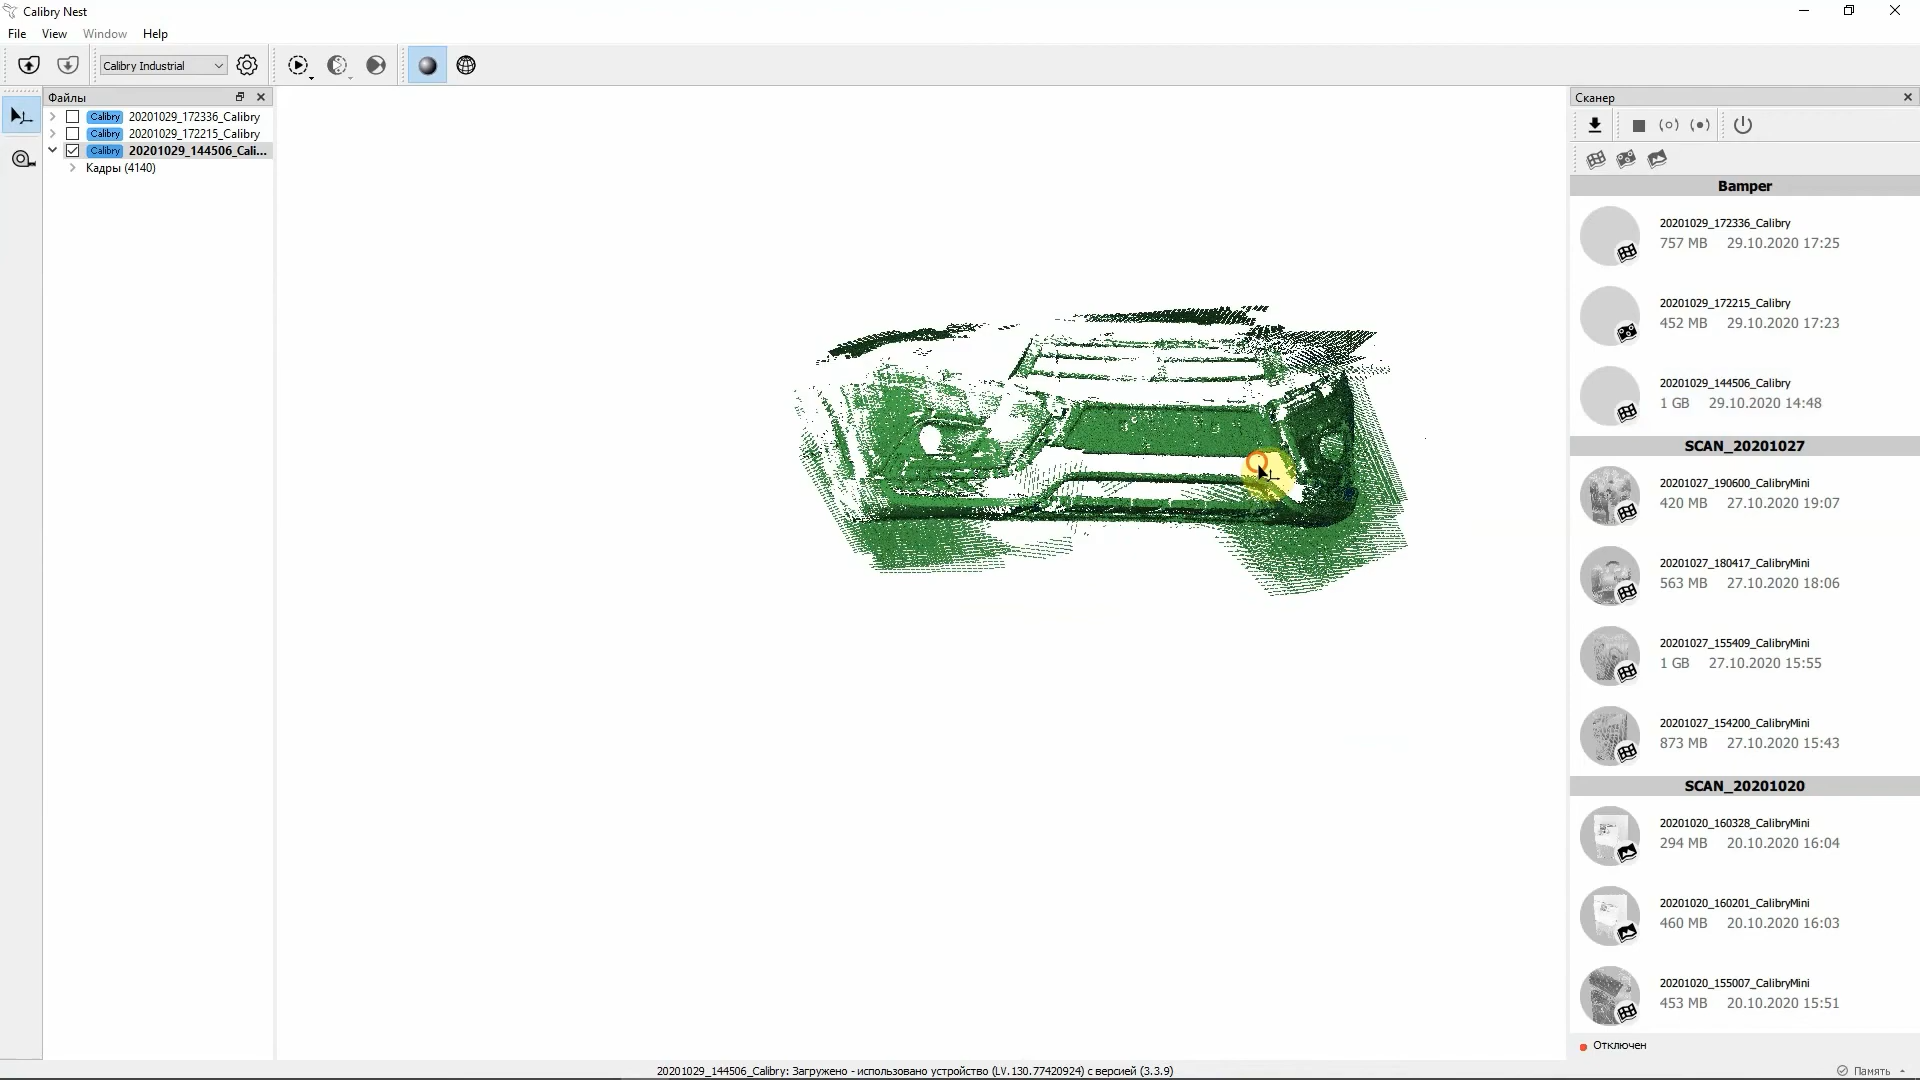 Calibry Nest
File View Window Help
Calibry Industrial
Файлы
Calibry 20201029_172336_Calibry
Calibry 20201029_172215_Calibry
Calibry 20201029_144506_Cali...
Кадры (4140)
Сканер
Bamper
20201029_172336_Calibry
757 MB 29.10.2020 17:25
20201029_172215_Calibry
452 MB 29.10.2020 17:23
20201029_144506_Calibry
1 GB 29.10.2020 14:48
SCAN_20201027
20201027_190600_CalibryMini
420 MB 27.10.2020 19:07
20201027_180417_CalibryMini
563 MB 27.10.2020 18:06
20201027_155409_CalibryMini
1 GB 27.10.2020 15:55
20201027_154200_CalibryMini
873 MB 27.10.2020 15:43
SCAN_20201020
20201020_160328_CalibryMini
294 MB 20.10.2020 16:04
20201020_160201_CalibryMini
460 MB 20.10.2020 16:03
20201020_155007_CalibryMini
453 MB 20.10.2020 15:51
Отключен
20201029_144506_Calibry: Загружено - использовано устройство (LV.130.77420924) с версией (3.3.9)
Память